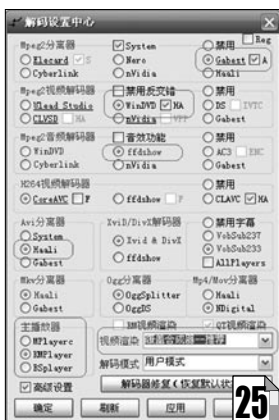 解码设置中心
Mpeg2分离器 System 禁用 Reg
Elecard S Nero Gabest A
Cyberlink nVidia Haali
Mpeg2视频解码器 禁用反交错 禁用
Vlead Studio WinDVD HA DS IVTC
CLVSD HA nVidia VPP Gabest
Mpeg2音频解码器 音效功能 禁用
WinDVD ffdshow AC3 ENC
Cyberlink nVidia Gabest
H264视频解码器 禁用
CoreAVC F ffdshow F CLAVC HA
Avi分离器 XviD/DivX解码器 禁用字幕
System Xvid & DivX VobSub237
Haali ffdshow VobSub233
Gabest AllPlayers
Mkv分离器 Ogg分离器 Mp4/Mov分离器
Haali OggSplitter Haali
Gabest OggDS NDigital
主播放器 RM视频渲染 QT视频渲染
MPlayerc 视频渲染
KMPlayer
BSplayer 解码模式 用户模式
高级设置 解码器修复(恢复默认状
确定 刷新 应用
25